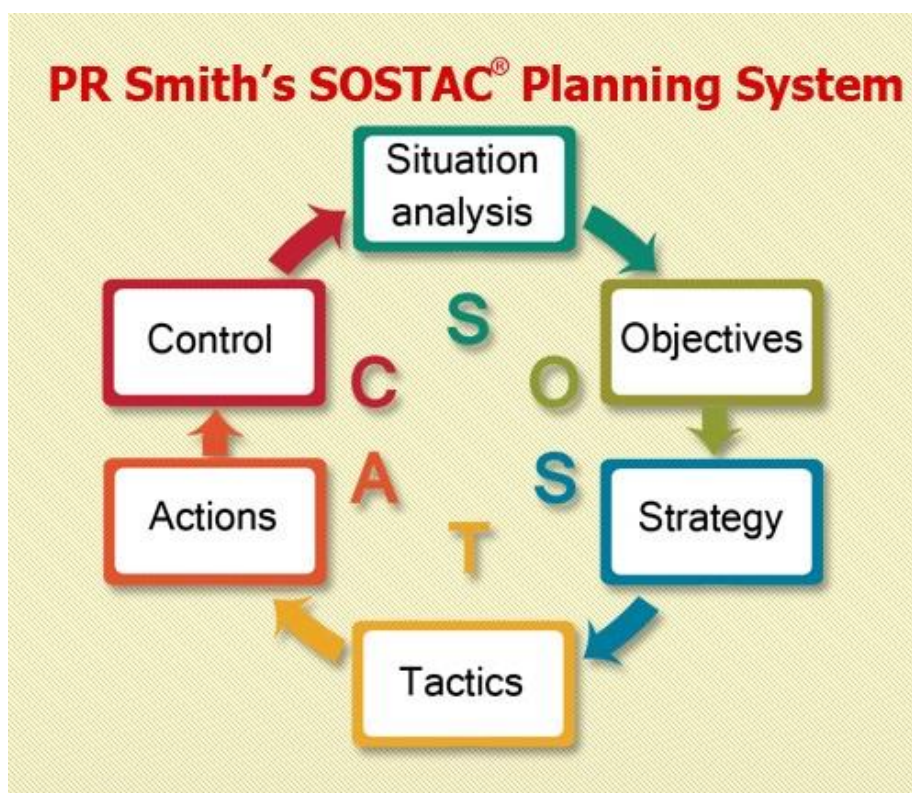 PR Smith's SOSTAC® Planning System
Situation
analysis
Objectives
Strategy
Tactics
Actions
Control
S
O
S
T
A
C